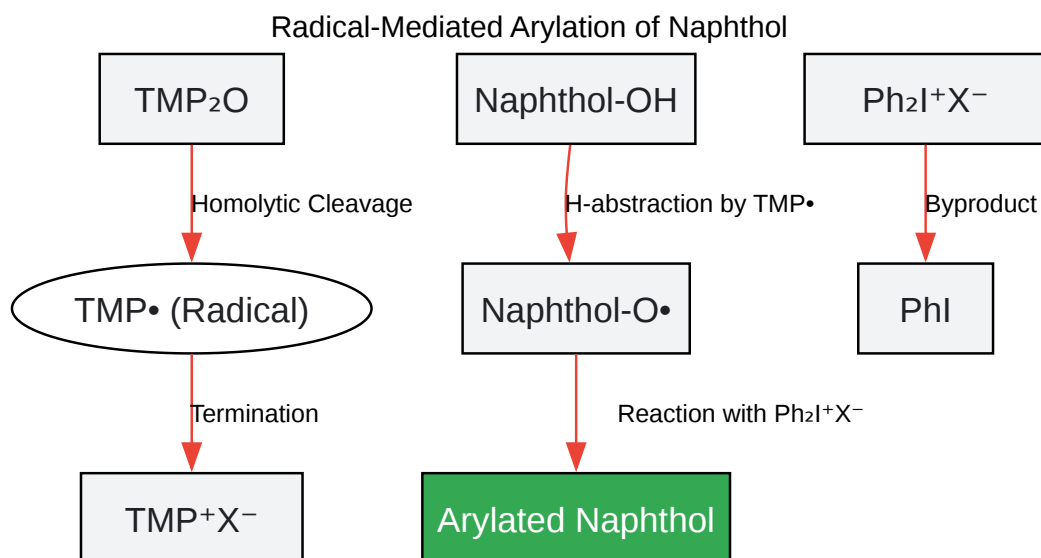 Radical-Mediated Arylation of Naphthol
TMP₂O
Naphthol-OH
Ph₂I⁺X⁻
Homolytic Cleavage
H-abstraction by TMP•
Byproduct
TMP• (Radical)
Naphthol-O•
PhI
Termination
Reaction with Ph₂I⁺X⁻
TMP⁺X⁻
Arylated Naphthol